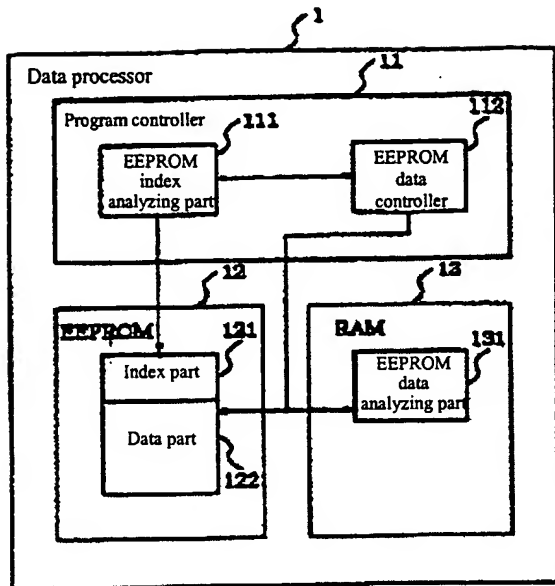 1
Data processor
11
Program controller
111
EEPROM
index
analyzing part
112
EEPROM
data
controller
12
EEPROM
121
Index part
Data part
122
13
RAM
EEPROM
data
analyzing part
131